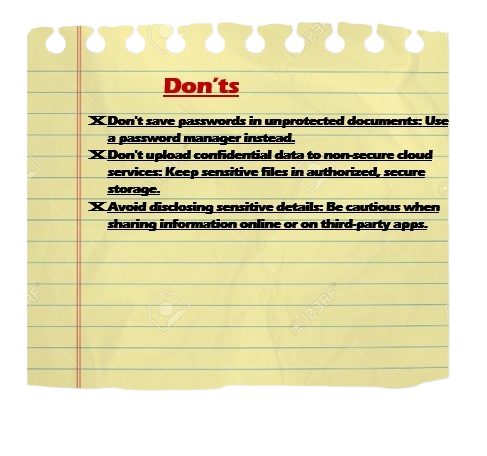 Don'ts
X Don't save passwords in unprotected documents: Use
a password manager instead.
X Don't upload confidential data to non-secure cloud
services: Keep sensitive files in authorized, secure
storage.
X Avoid disclosing sensitive details: Be cautious when
sharing information online or on third-party apps.